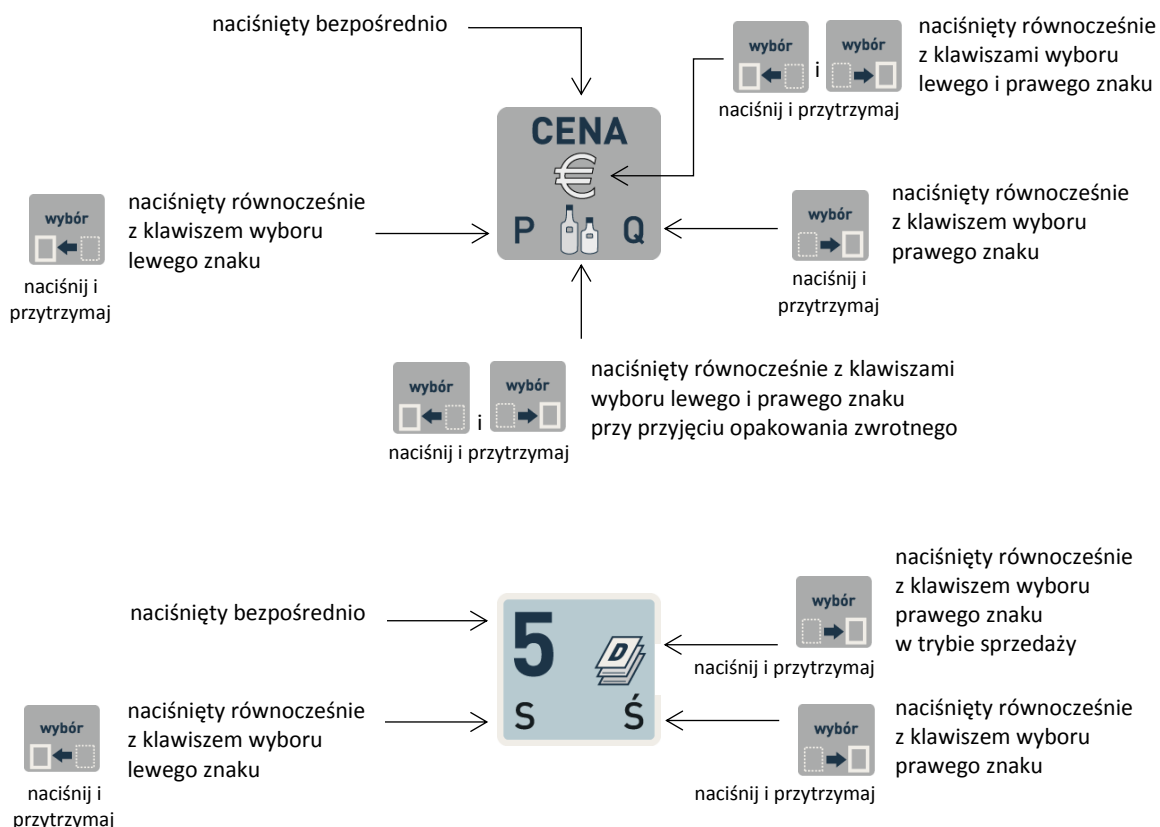 naciśnięty bezpośrednio
wybór
i
wybór
naciśnij i przytrzymaj
naciśnięty równocześnie
z klawiszami wyboru
lewego i prawego znaku
CENA
€
P
Q
wybór
naciśnij i
przytrzymaj
naciśnięty równocześnie
z klawiszem wyboru
lewego znaku
wybór
naciśnij i
przytrzymaj
naciśnięty równocześnie
z klawiszem wyboru
prawego znaku
wybór
i
wybór
naciśnij i przytrzymaj
naciśnięty równocześnie z klawiszami
wyboru lewego i prawego znaku
przy przyjęciu opakowania zwrotnego
naciśnięty bezpośrednio
5
D
S
Ś
wybór
naciśnij i przytrzymaj
naciśnięty równocześnie
z klawiszem wyboru
prawego znaku
w trybie sprzedaży
wybór
naciśnij i
przytrzymaj
naciśnięty równocześnie
z klawiszem wyboru
lewego znaku
wybór
naciśnij i przytrzymaj
naciśnięty równocześnie
z klawiszem wyboru
prawego znaku